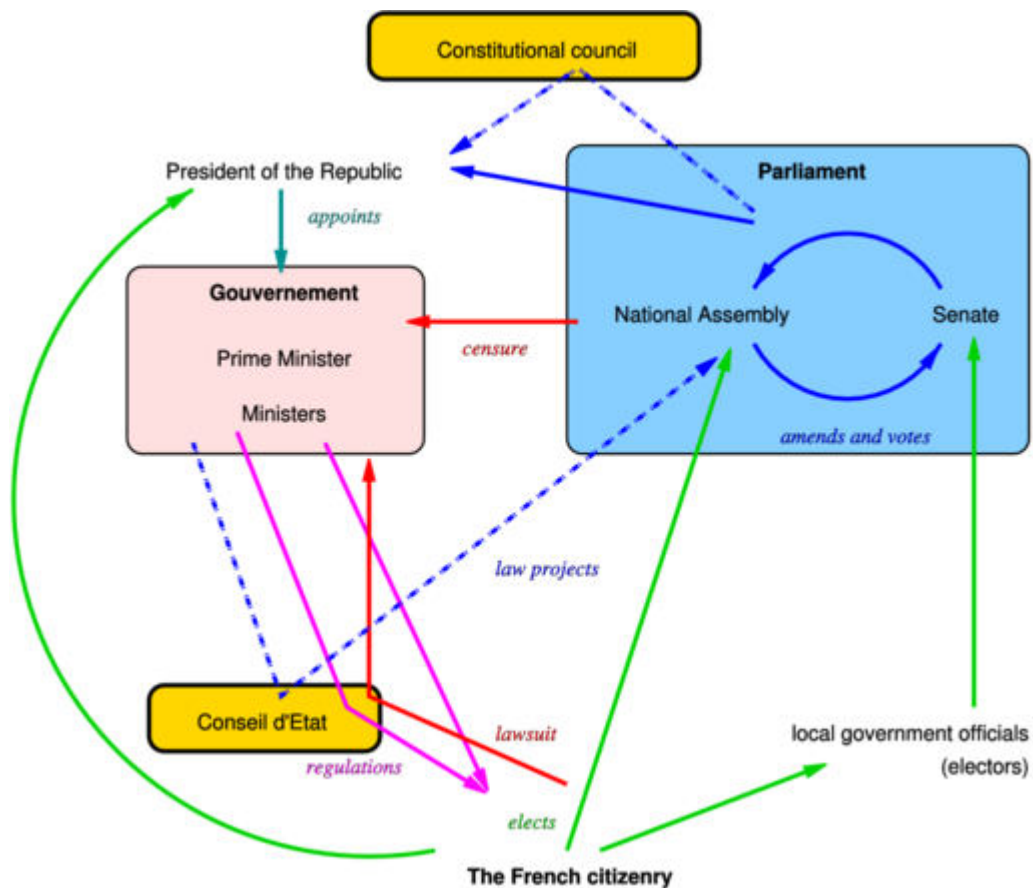 Constitutional council
President of the Republic
Parliament
appoints
Gouvernement
National Assembly
Senate
censure
Prime Minister
Ministers
amends and votes
law projects
Conseil d'Etat
lawsuit
local government officials
(electors)
regulations
elects
The French citizenry